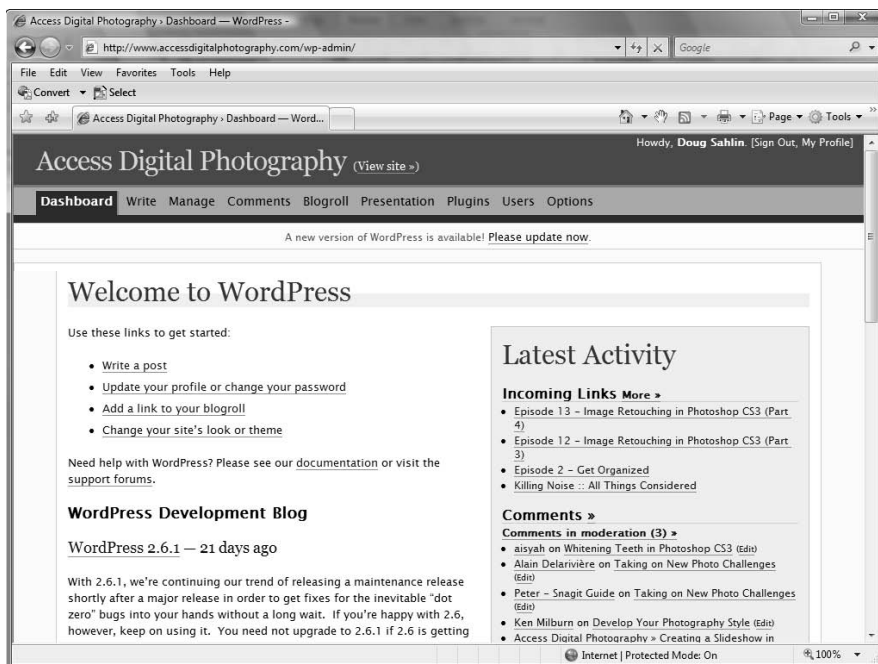 Access Digital Photography › Dashboard — WordPress -
http://www.accessdigitalphotography.com/wp-admin/
Google
File Edit View Favorites Tools Help
Convert Select
Access Digital Photography › Dashboard — Word...
Page Tools
Howdy, Doug Sahlin. [Sign Out, My Profile]
Access Digital Photography (View site »)
Dashboard Write Manage Comments Blogroll Presentation Plugins Users Options
A new version of WordPress is available! Please update now.
Welcome to WordPress
Use these links to get started:
• Write a post
• Update your profile or change your password
• Add a link to your blogroll
• Change your site's look or theme
Need help with WordPress? Please see our documentation or visit the
support forums.
WordPress Development Blog
WordPress 2.6.1 — 21 days ago
With 2.6.1, we're continuing our trend of releasing a maintenance release
shortly after a major release in order to get fixes for the inevitable "dot
zero" bugs into your hands without a long wait. If you're happy with 2.6,
however, keep on using it. You need not upgrade to 2.6.1 if 2.6 is getting
Latest Activity
Incoming Links More »
• Episode 13 – Image Retouching in Photoshop CS3 (Part
4)
• Episode 12 – Image Retouching in Photoshop CS3 (Part
3)
• Episode 2 – Get Organized
• Killing Noise :: All Things Considered
Comments »
Comments in moderation (3) »
• aisyah on Whitening Teeth in Photoshop CS3 (Edit)
• Alain Delarivière on Taking on New Photo Challenges
(Edit)
• Peter – Snagit Guide on Taking on New Photo Challenges
(Edit)
• Ken Milburn on Develop Your Photography Style (Edit)
• Access Digital Photography » Creating a Slideshow in
Internet | Protected Mode: On
100%